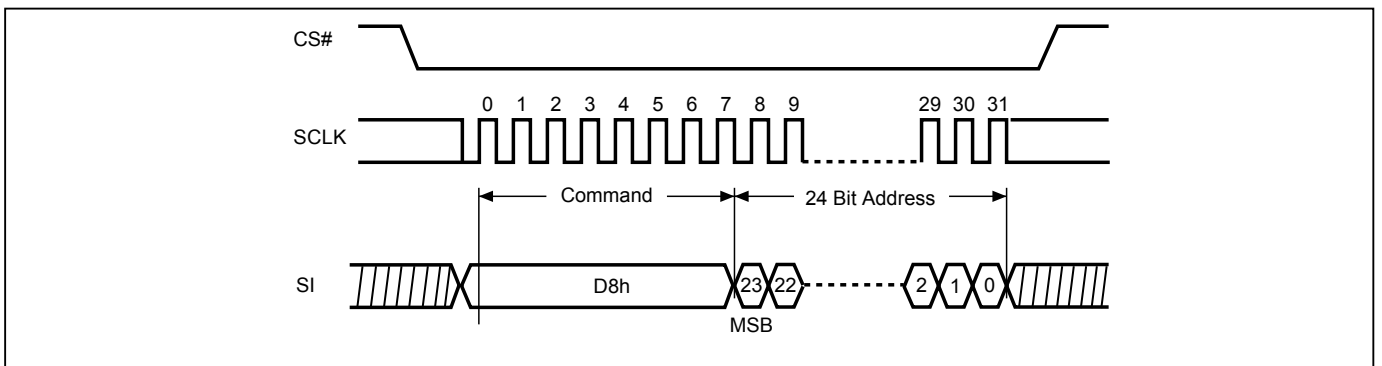 CS#
0 1 2 3 4 5 6 7 8 9 29 30 31
SCLK
Command 24 Bit Address
SI D8h 23 22 2 1 0
MSB